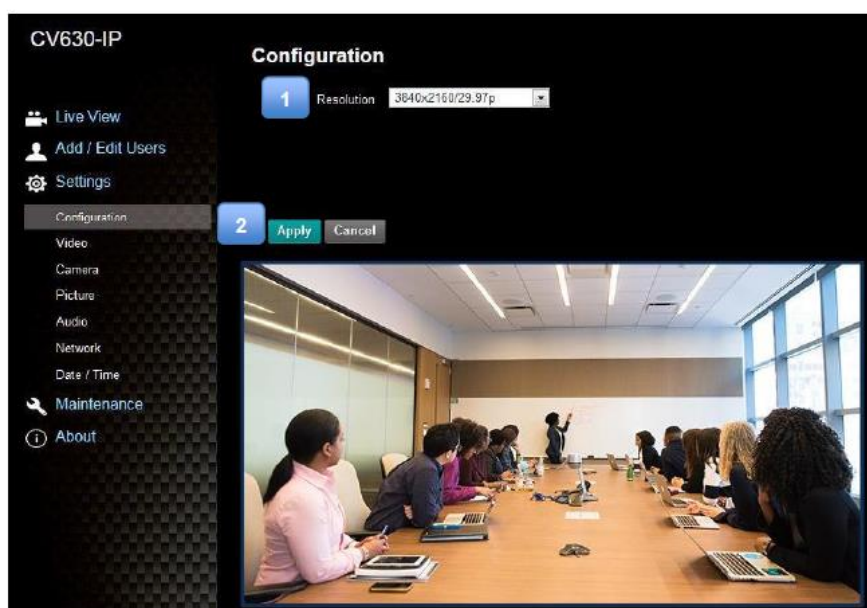 CV630-IP
Live View
Add / Edit Users
Settings
Configuration
Video
Camera
Picture
Audio
Network
Date / Time
Maintenance
About
Configuration
1 Resolution 3840x2160/29.97p
2 Apply Cancel